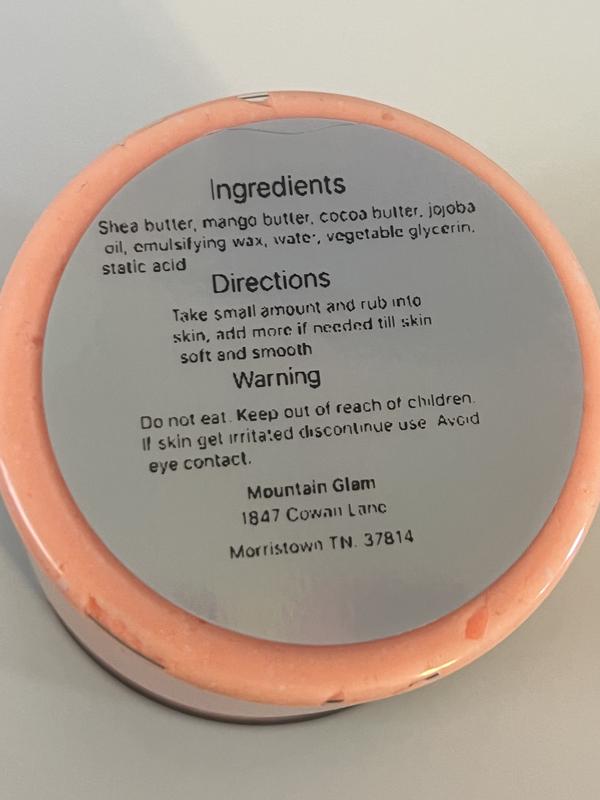 Ingredients
Shea butter, mango butter, cocoa butter, jojoba
oil, emulsifying wax, water, vegetable glycerin,
static acid
Directions
Take small amount and rub into
skin, add more if needed till skin
soft and smooth
Warning
Do not eat. Keep out of reach of children.
If skin get irritated discontinue use Avoid
eye contact.
Mountain Glam
1847 Cowan Lane
Morristown TN. 37814